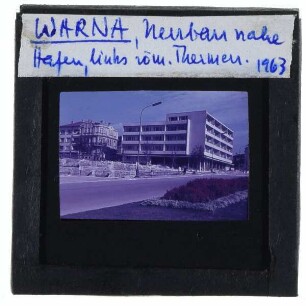 WARNA, Neubau nahe
Hafen, links röm. Thermen. 1963